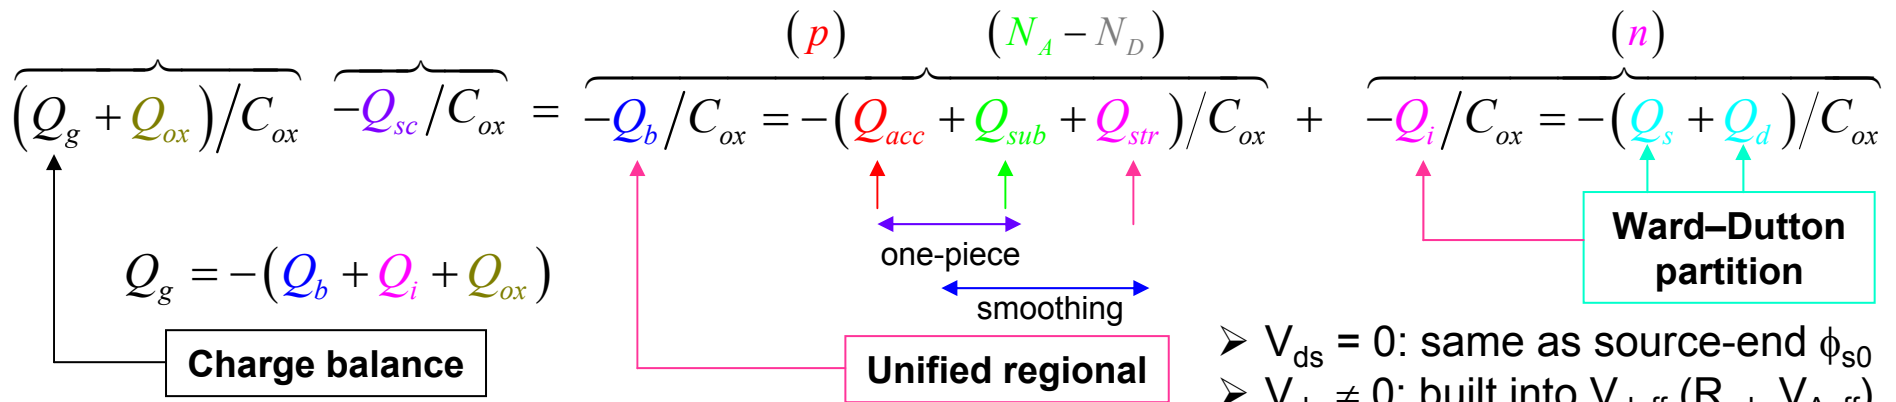 (p) (N_A − N_D) (n)
(Q_g + Q_ox)/C_ox −Q_sc/C_ox = −Q_b/C_ox = −(Q_acc + Q_sub + Q_str)/C_ox + −Q_i/C_ox = −(Q_s + Q_d)/C_ox
Q_g = −(Q_b + Q_i + Q_ox)
one-piece
smoothing
Ward–Dutton
partition
Charge balance
Unified regional
➢ V_ds = 0: same as source-end ϕ_s0